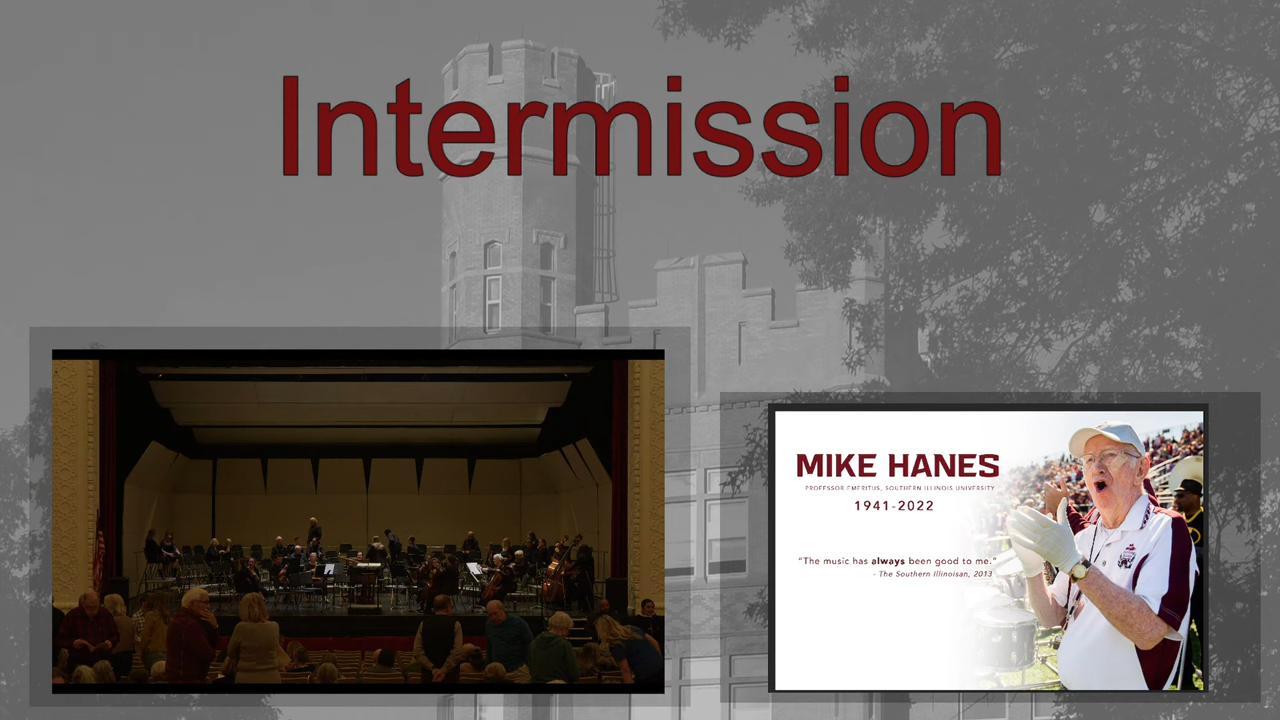 Intermission
MIKE HANES
PROFESSOR EMERITUS, SOUTHERN ILLINOIS UNIVERSITY
1941-2022
"The music has always been good to me."
- The Southern Illinoisan, 2013